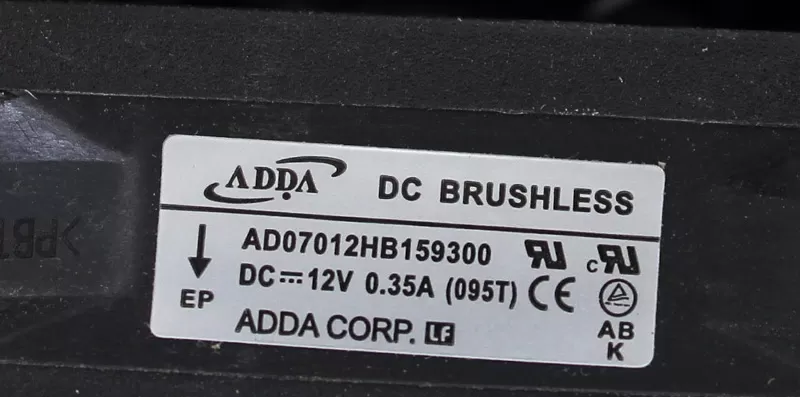 ADDA DC BRUSHLESS
AD07012HB159300
DC 12V 0.35A (095T) CE
EP
ADDA CORP. LF
AB
K